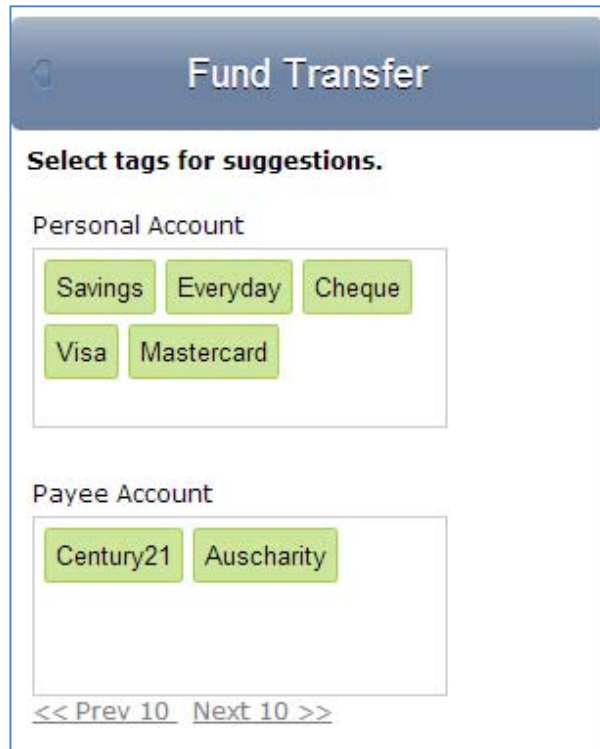 Fund Transfer
Select tags for suggestions.
Personal Account
Savings Everyday Cheque
Visa Mastercard
Payee Account
Century21 Auscharity
<< Prev 10 Next 10 >>